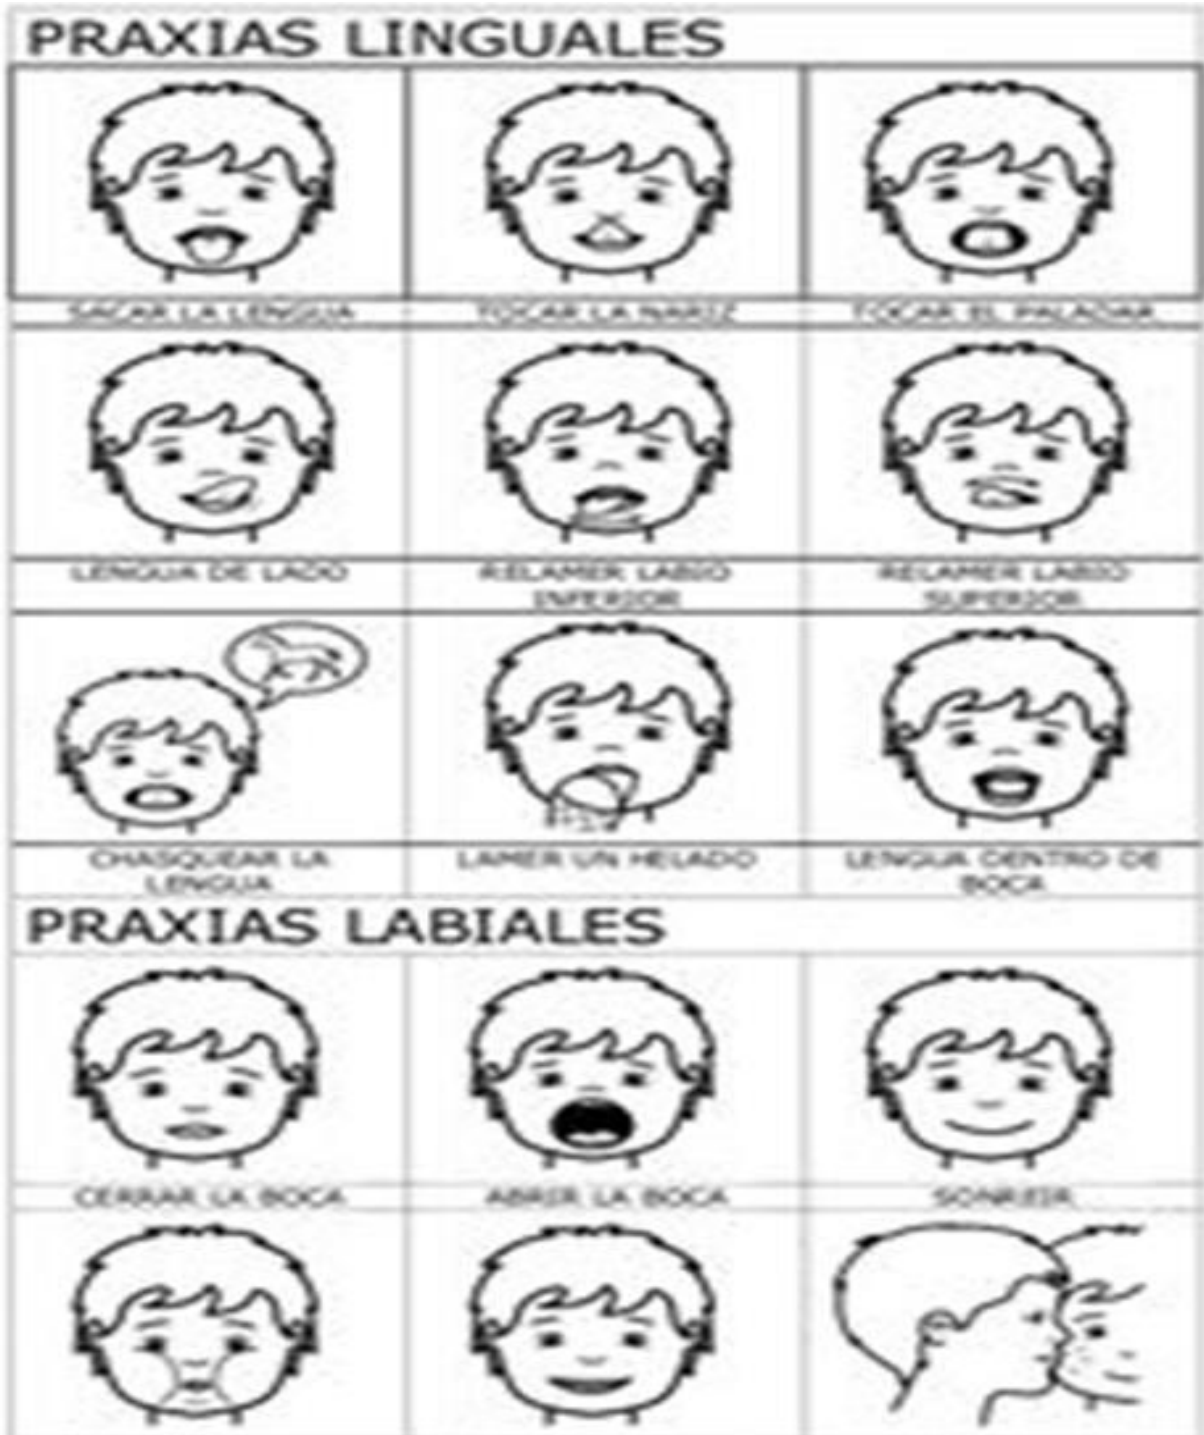 PRAXIAS LINGUALES
SACAR LA LENGUA
TOCAR LA NARIZ
TOCAR EL PALADAR
LENGUA DE LADO
RELAMER LABIO
INFERIOR
RELAMER LABIO
SUPERIOR
CHASQUEAR LA
LENGUA
LAMER UN HELADO
LENGUA DENTRO DE
BOCA
PRAXIAS LABIALES
CERRAR LA BOCA
ABRIR LA BOCA
SONREIR